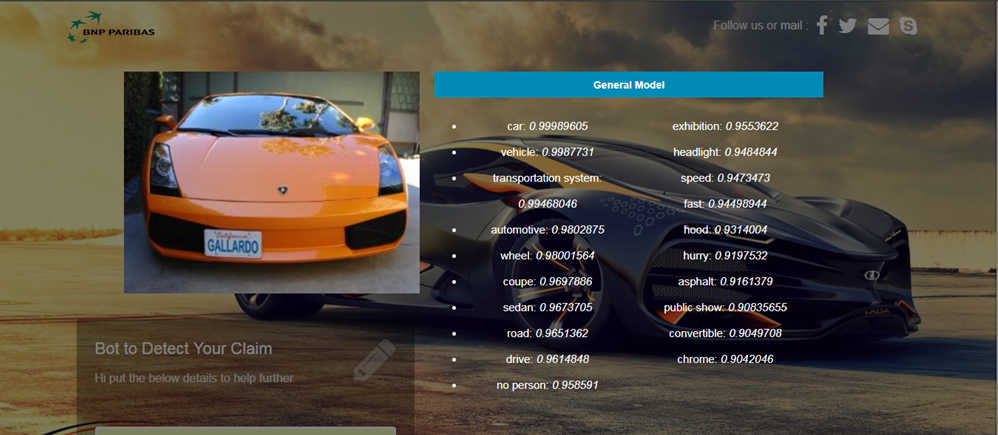 BNP PARIBAS
Follow us or mail :
General Model
car: 0.99989605
exhibition: 0.9553622
vehicle: 0.9987731
headlight: 0.9484844
transportation system:
0.99468046
speed: 0.9473473
fast: 0.94498944
automotive: 0.9802875
hood: 0.9314004
wheel: 0.98001564
hurry: 0.9197532
coupe: 0.9697886
asphalt: 0.9161379
sedan: 0.9673705
public show: 0.90835655
road: 0.9651362
convertible: 0.9049708
drive: 0.9614848
chrome: 0.9042046
no person: 0.958591
California
GALLARDO
LADA
Bot to Detect Your Claim
Hi put the below details to help further